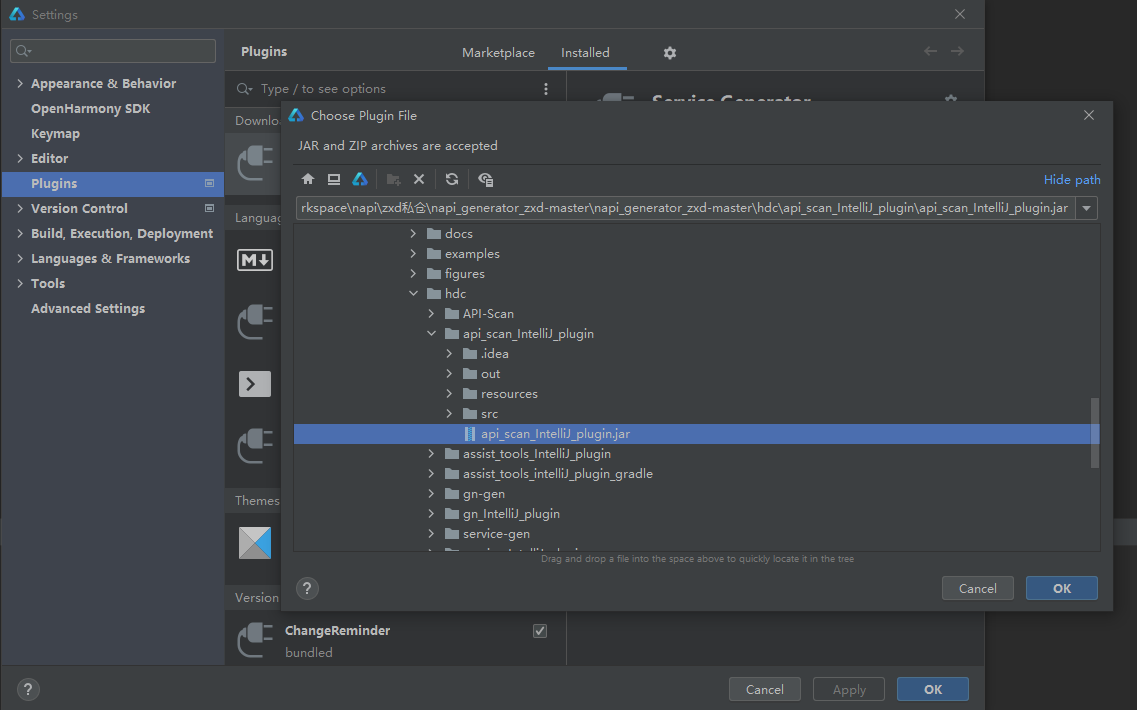 Settings
Appearance & Behavior
OpenHarmony SDK
Keymap
Editor
Plugins
Version Control
Build, Execution, Deployment
Languages & Frameworks
Tools
Advanced Settings
Plugins
Marketplace
Installed
Type / to see options
Service Generator
Downlo
Languag
Themes
Version
ChangeReminder
bundled
Choose Plugin File
JAR and ZIP archives are accepted
Hide path
rkspace\napi\zxd私仓\napi_generator_zxd-master\napi_generator_zxd-master\hdc\api_scan_IntelliJ_plugin\api_scan_IntelliJ_plugin.jar
docs
examples
figures
hdc
API-Scan
api_scan_IntelliJ_plugin
.idea
out
resources
src
api_scan_IntelliJ_plugin.jar
assist_tools_IntelliJ_plugin
assist_tools_intelliJ_plugin_gradle
gn-gen
gn_IntelliJ_plugin
service-gen
Drag and drop a file into the space above to quickly locate it in the tree
?
Cancel
OK
?
Cancel
Apply
OK